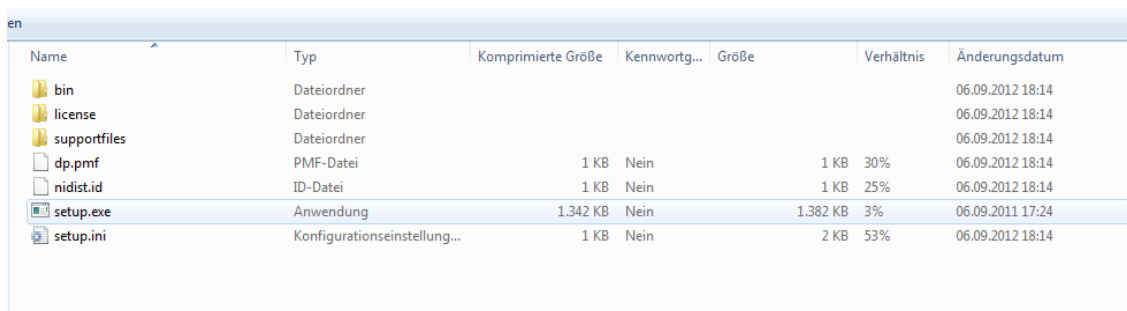 en
Name Typ Komprimierte Größe Kennwortg... Größe Verhältnis Änderungsdatum
bin Dateiordner 06.09.2012 18:14
license Dateiordner 06.09.2012 18:14
supportfiles Dateiordner 06.09.2012 18:14
dp.pmf PMF-Datei 1 KB Nein 1 KB 30% 06.09.2012 18:14
nidist.id ID-Datei 1 KB Nein 1 KB 25% 06.09.2012 18:14
setup.exe Anwendung 1.342 KB Nein 1.382 KB 3% 06.09.2011 17:24
setup.ini Konfigurationseinstellung... 1 KB Nein 2 KB 53% 06.09.2012 18:14